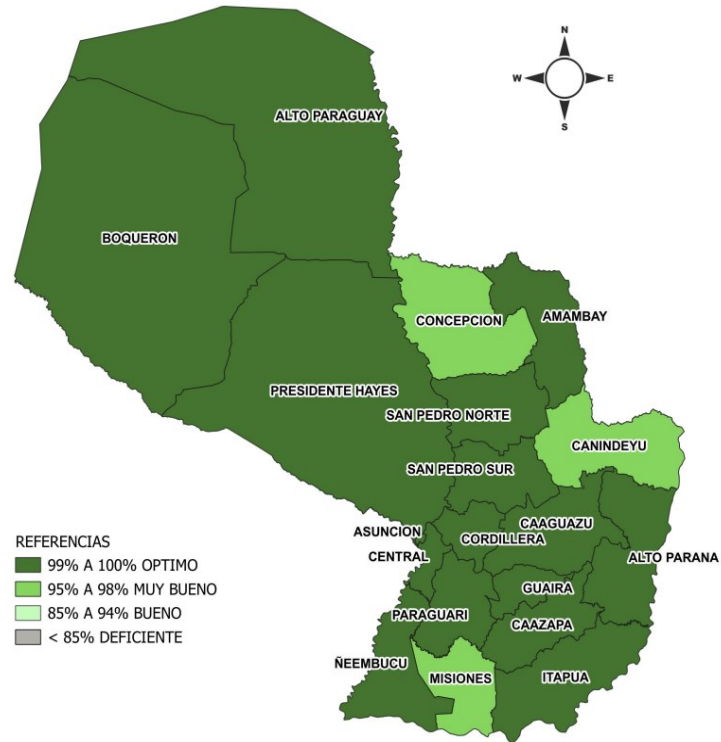 N
W E
S
ALTO PARAGUAY
BOQUERON
CONCEPCION
AMAMBAY
PRESIDENTE HAYES
SAN PEDRO NORTE
CANINDEYU
SAN PEDRO SUR
CAAGUAZU
ASUNCION
CORDILLERA
CENTRAL
ALTO PARANA
GUAIRA
PARAGUARI
CAAZAPA
ÑEEMBUCU
MISIONES
ITAPUA
REFERENCIAS
99% A 100% OPTIMO
95% A 98% MUY BUENO
85% A 94% BUENO
< 85% DEFICIENTE